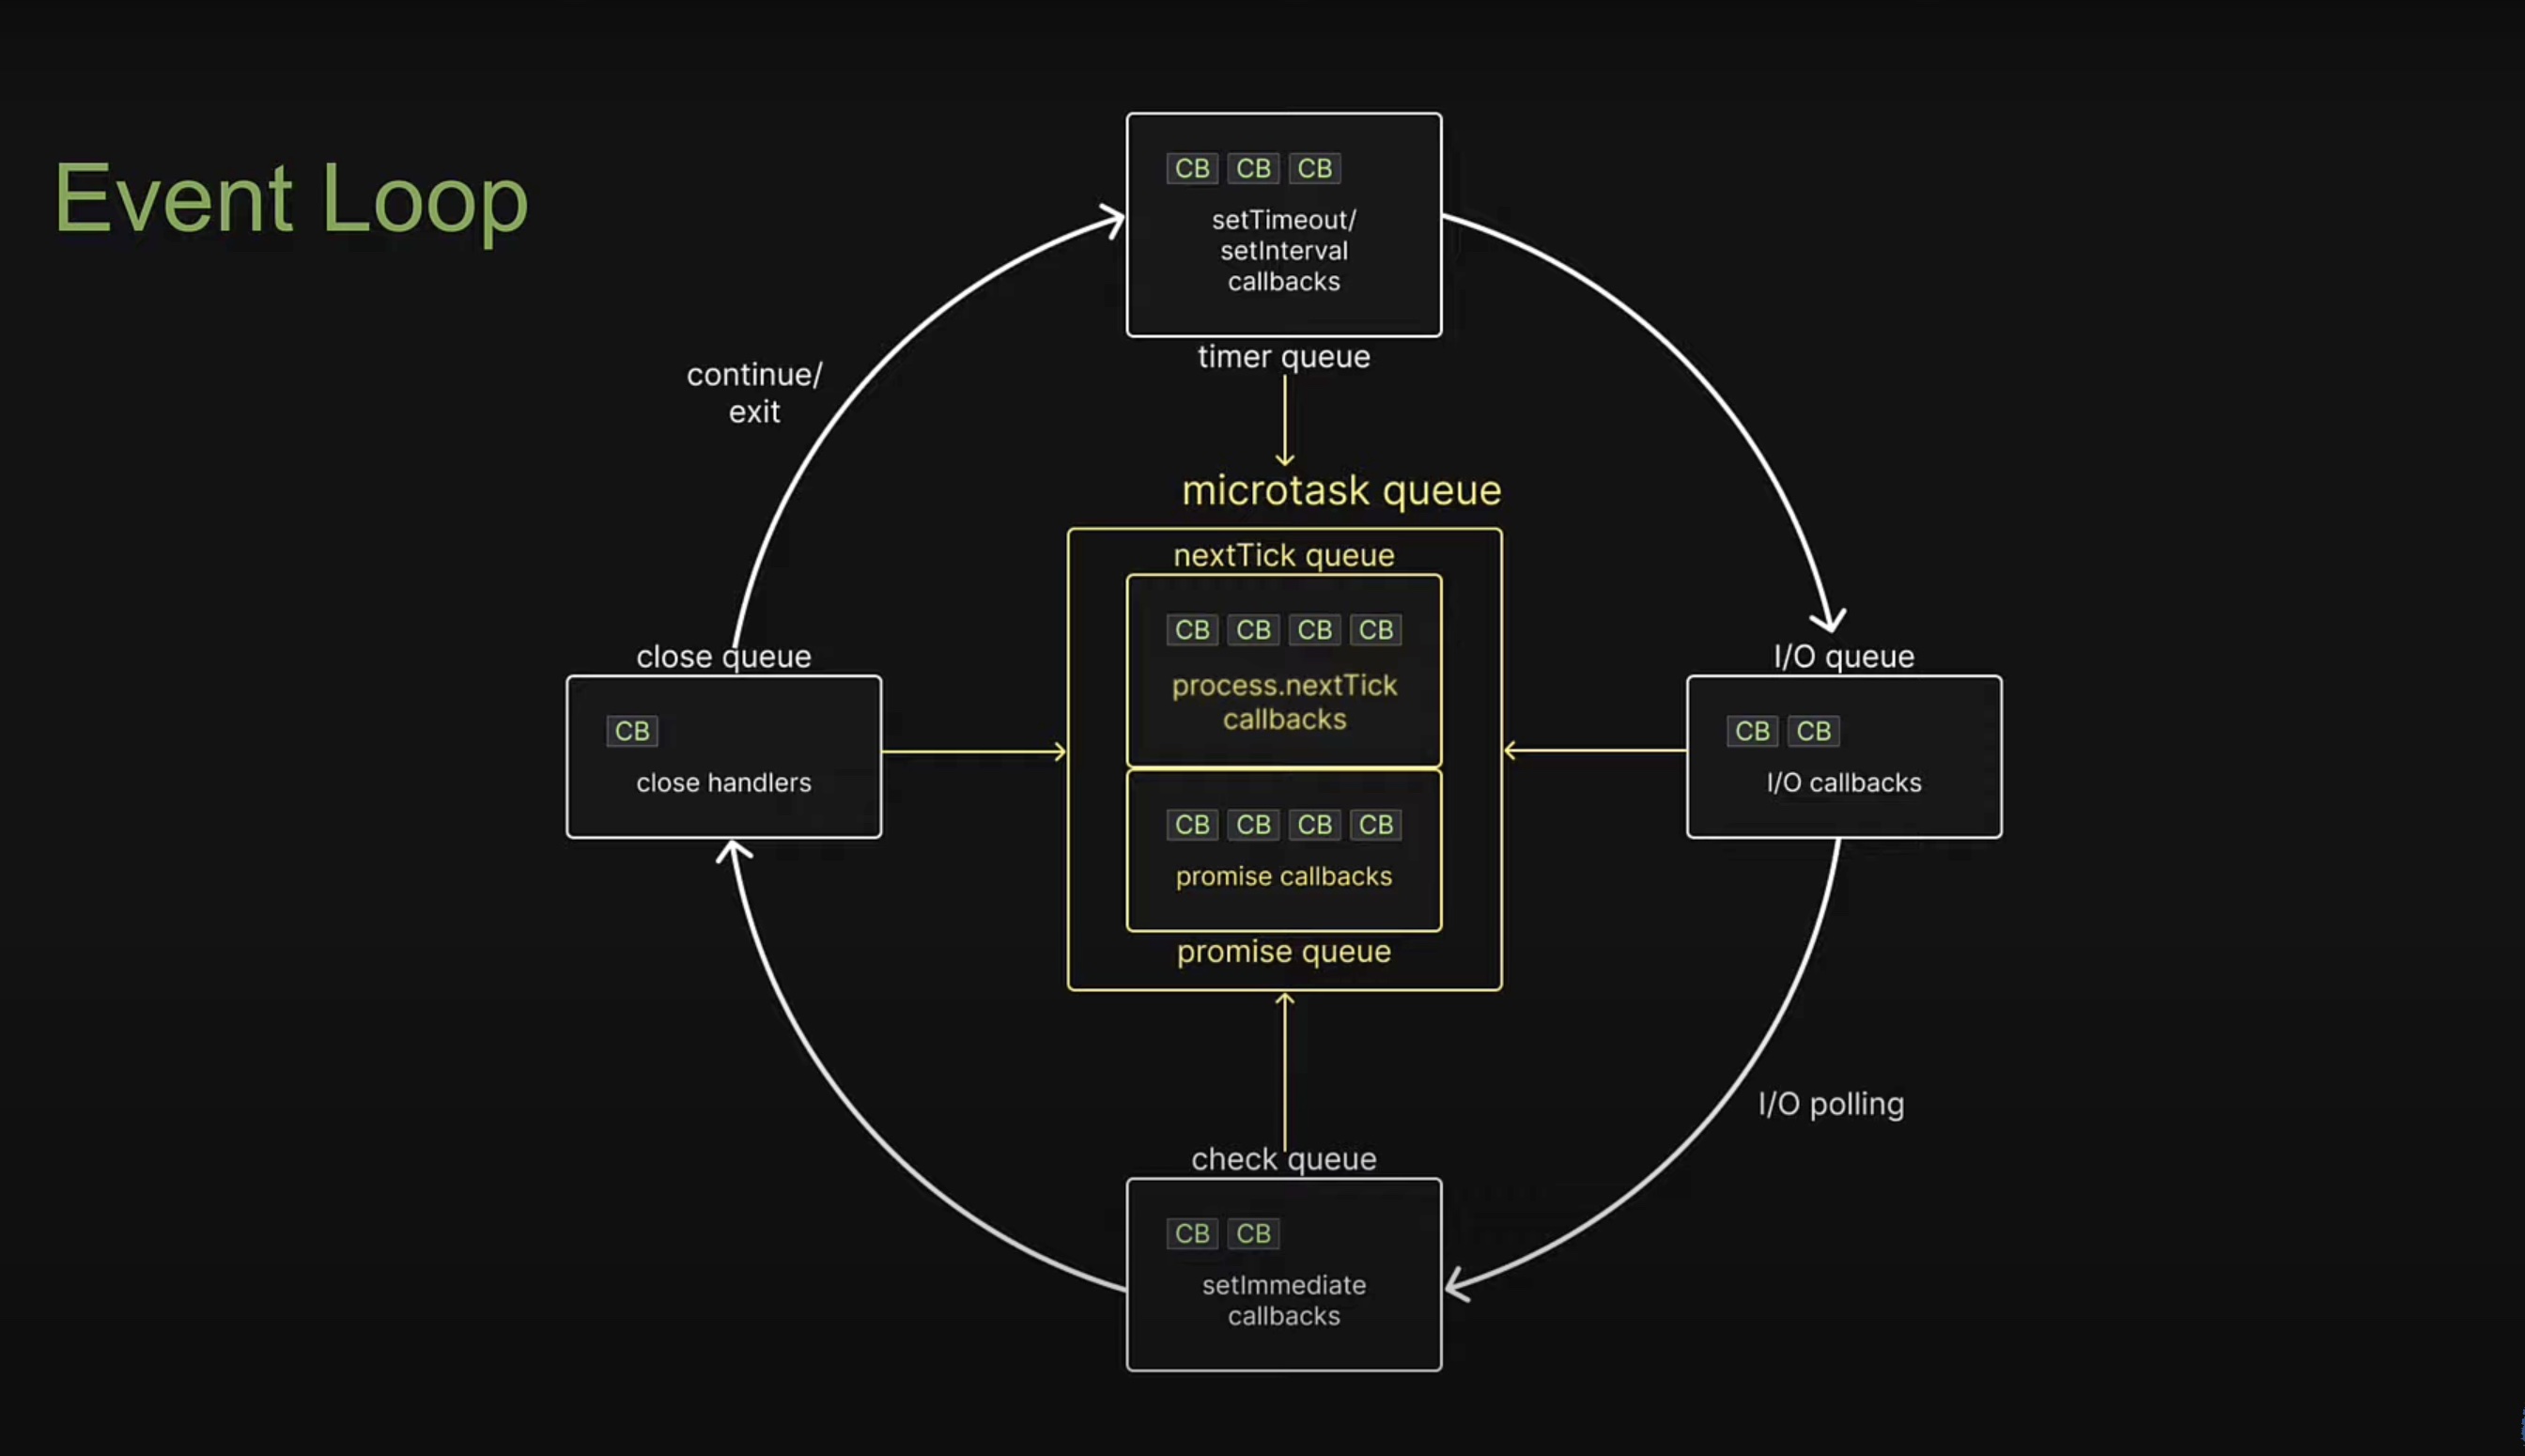 Event Loop
CB CB CB
setTimeout/
setInterval
callbacks
timer queue
continue/
exit
microtask queue
nextTick queue
CB CB CB CB
process.nextTick
callbacks
CB CB CB CB
promise callbacks
promise queue
close queue
CB
close handlers
I/O queue
CB CB
I/O callbacks
I/O polling
check queue
CB CB
setImmediate
callbacks